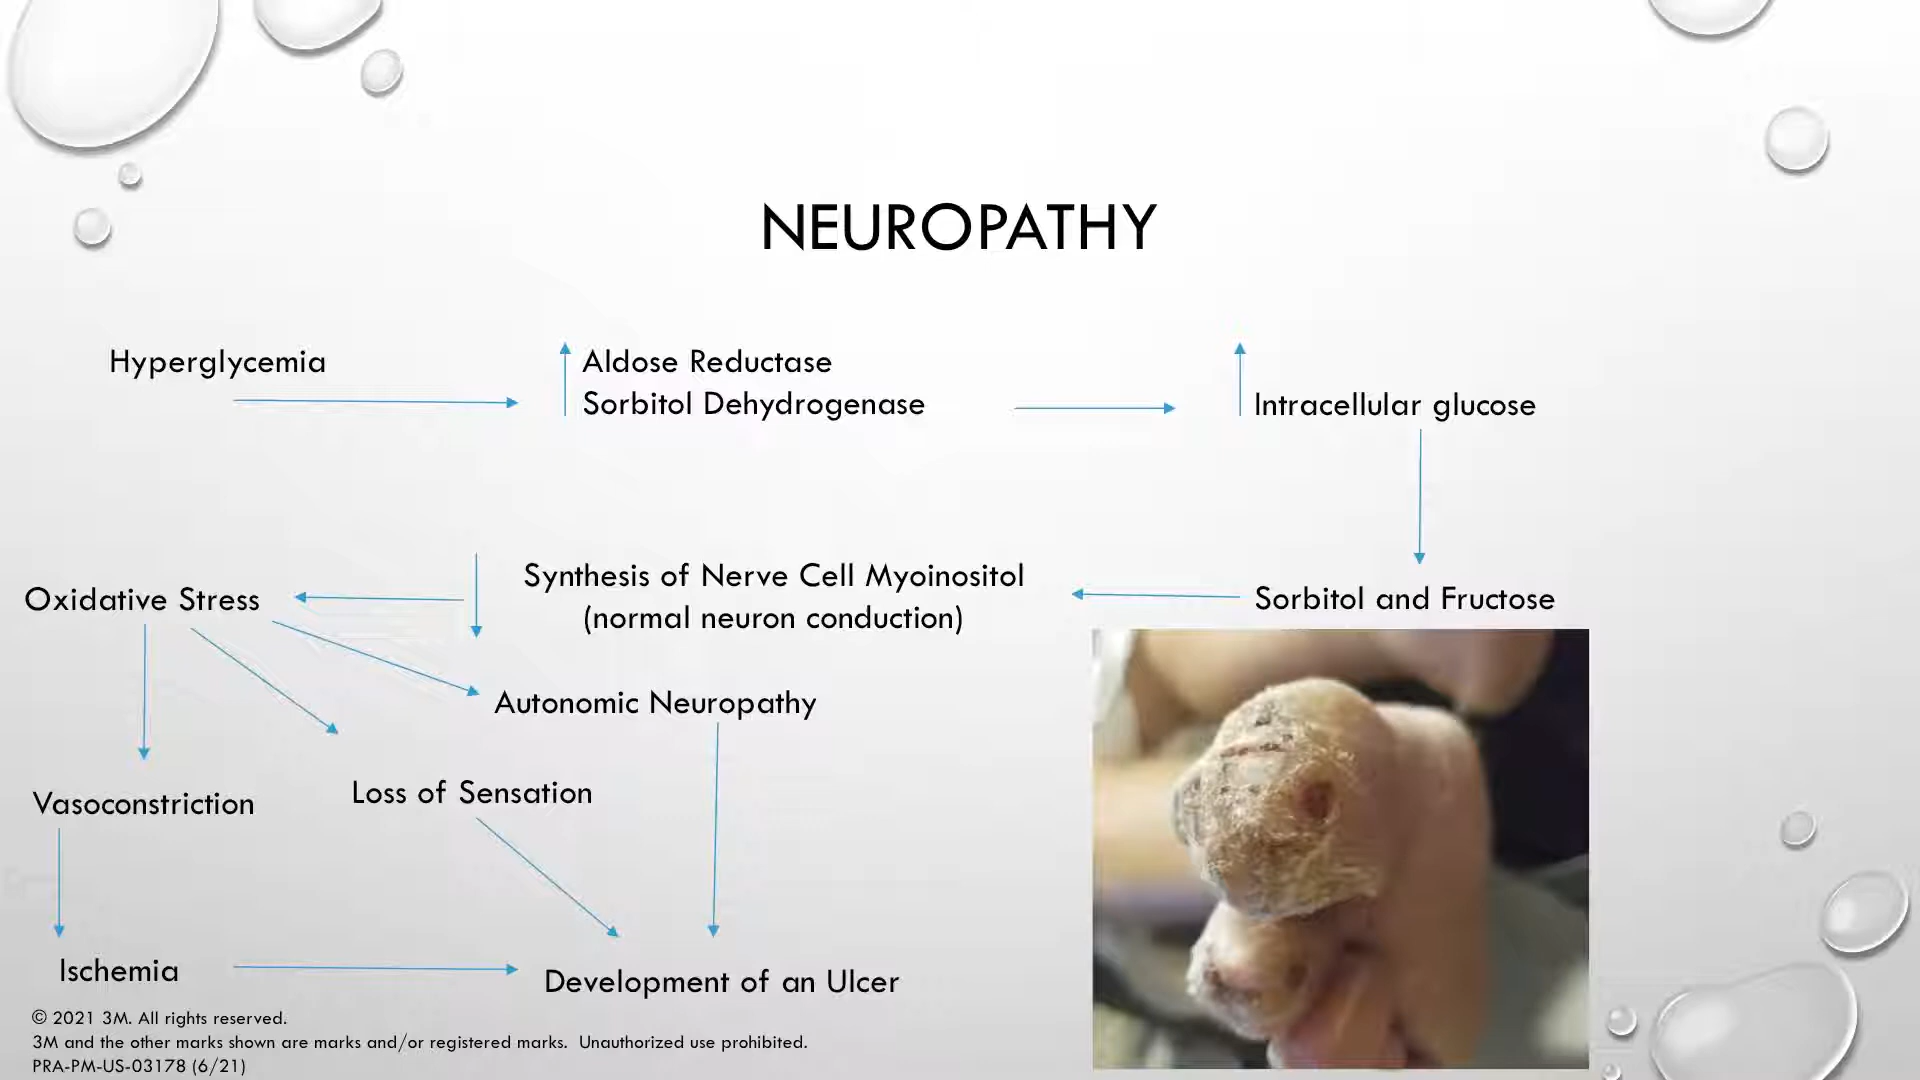 NEUROPATHY
Hyperglycemia
Aldose Reductase
Sorbitol Dehydrogenase
Intracellular glucose
Sorbitol and Fructose
Synthesis of Nerve Cell Myoinositol
(normal neuron conduction)
Oxidative Stress
Autonomic Neuropathy
Loss of Sensation
Vasoconstriction
Ischemia
Development of an Ulcer
© 2021 3M. All rights reserved.
3M and the other marks shown are marks and/or registered marks. Unauthorized use prohibited.
PRA-PM-US-03178 (6/21)